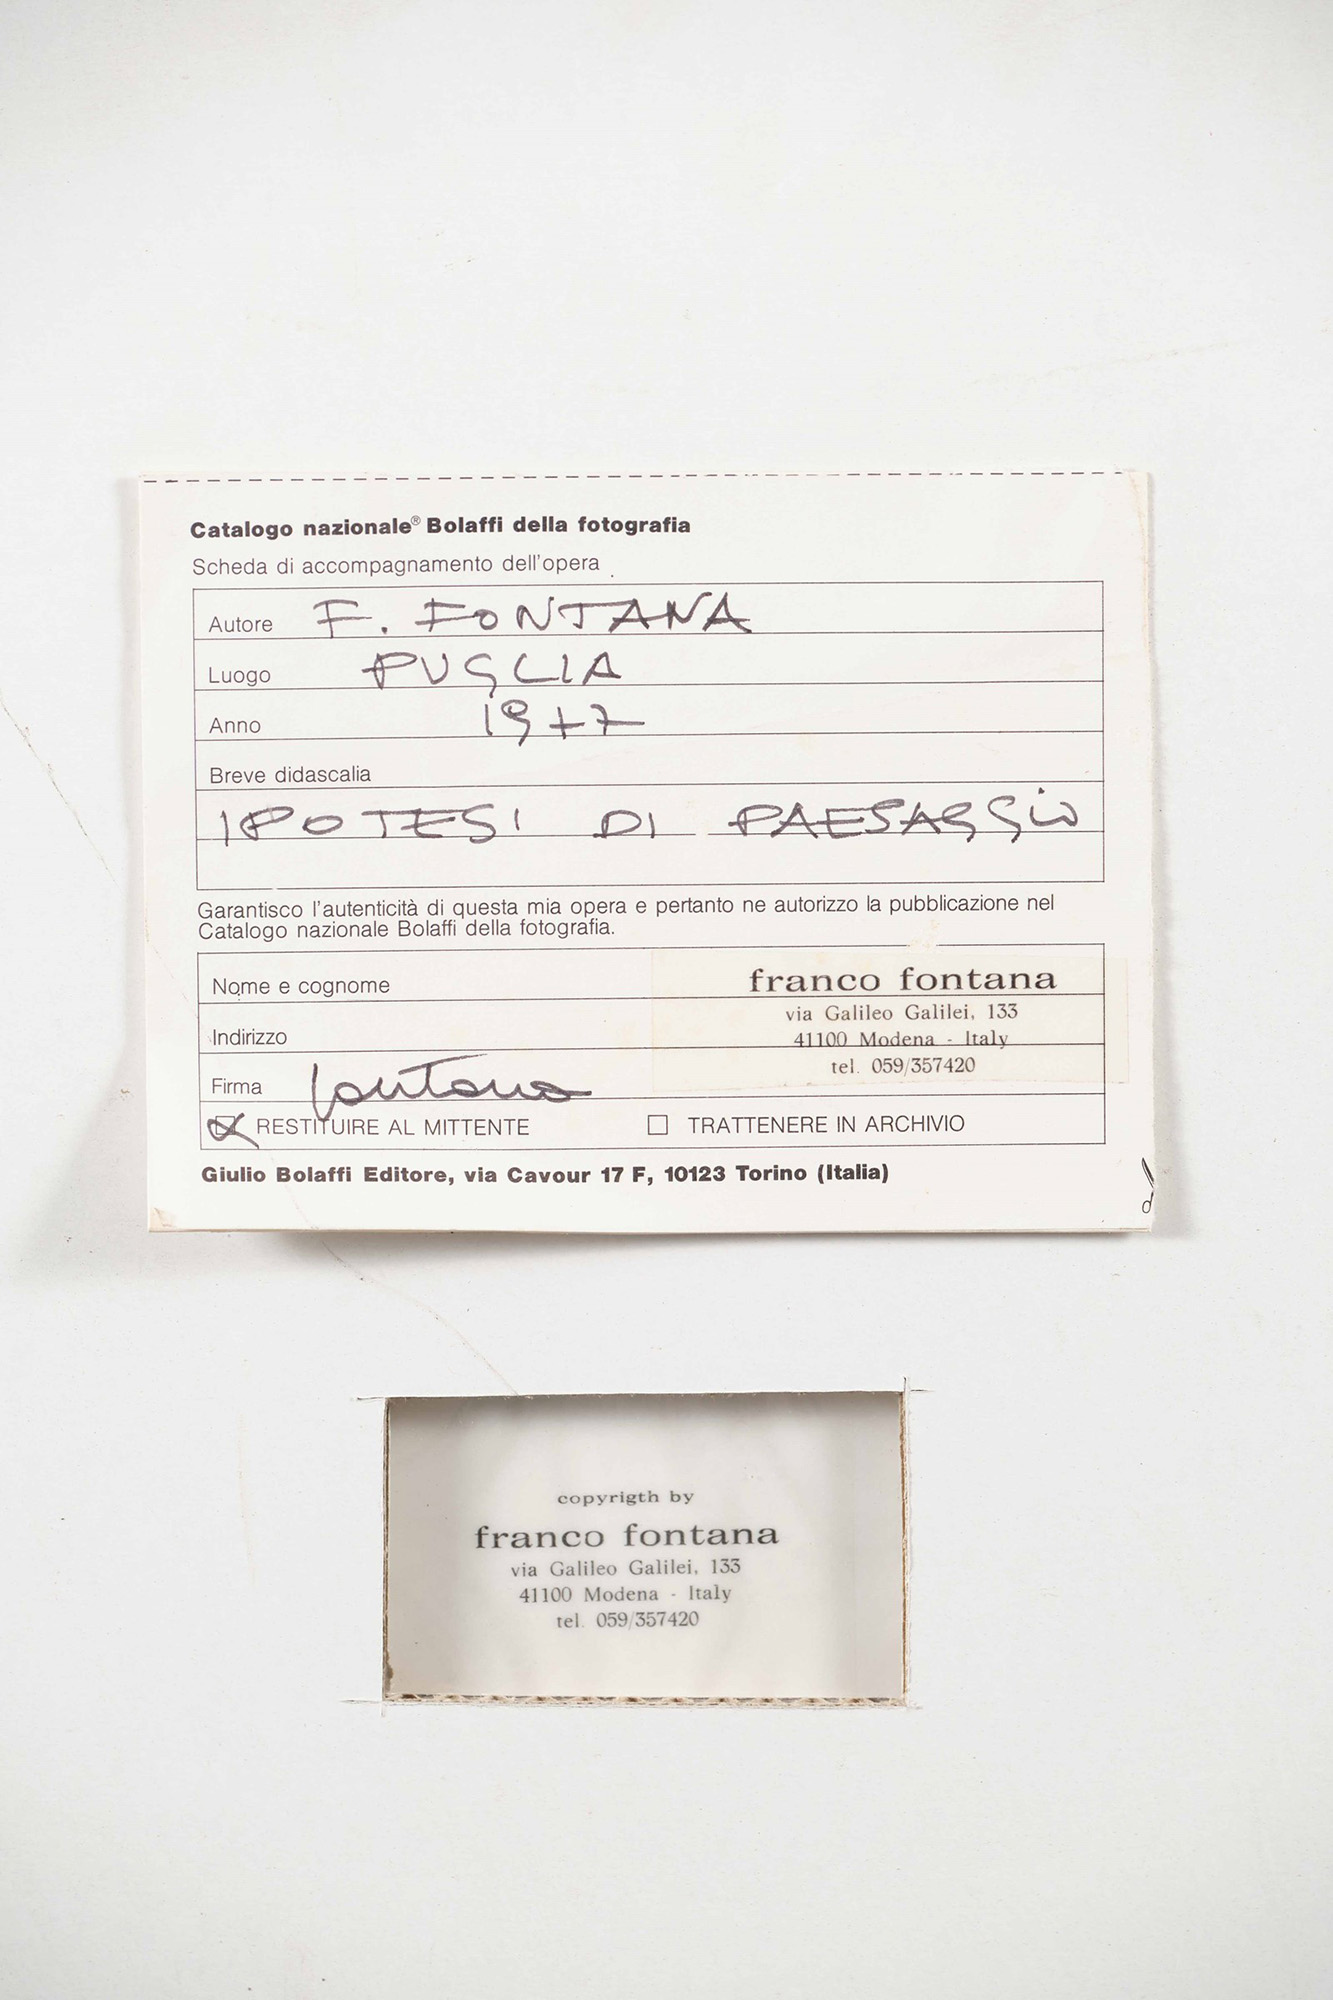 Catalogo nazionale® Bolaffi della fotografia
Scheda di accompagnamento dell'opera
Autore F. FONTANA
Luogo PUGLIA
Anno 1977
Breve didascalia
IPOTESI DI PAESAGGIO
Garantisco l'autenticità di questa mia opera e pertanto ne autorizzo la pubblicazione nel
Catalogo nazionale Bolaffi della fotografia.
Nome e cognome franco fontana
via Galileo Galilei, 133
Indirizzo 41100 Modena - Italy
tel. 059/357420
Firma fontana
RESTITUIRE AL MITTENTE TRATTENERE IN ARCHIVIO
Giulio Bolaffi Editore, via Cavour 17 F, 10123 Torino (Italia)
copyrigth by
franco fontana
via Galileo Galilei, 133
41100 Modena - Italy
tel. 059/357420